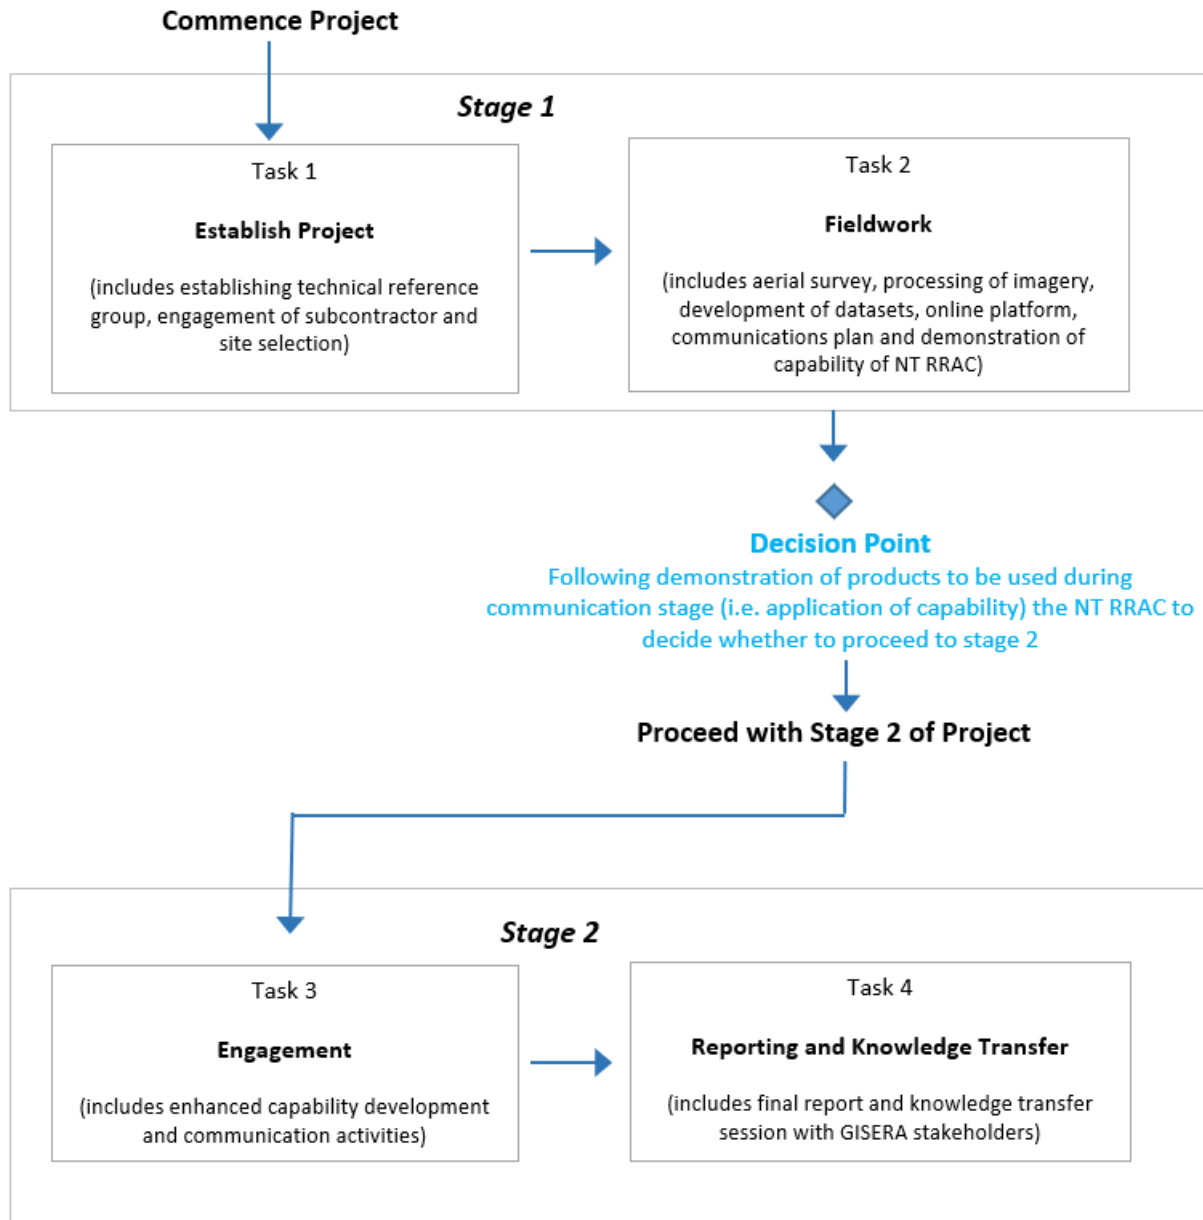 Commence Project
Stage 1
Task 1
Establish Project
(includes establishing technical reference
group, engagement of subcontractor and
site selection)
Task 2
Fieldwork
(includes aerial survey, processing of imagery,
development of datasets, online platform,
communications plan and demonstration of
capability of NT RRAC)
Decision Point
Following demonstration of products to be used during
communication stage (i.e. application of capability) the NT RRAC to
decide whether to proceed to stage 2
Proceed with Stage 2 of Project
Stage 2
Task 3
Engagement
(includes enhanced capability development
and communication activities)
Task 4
Reporting and Knowledge Transfer
(includes final report and knowledge transfer
session with GISERA stakeholders)